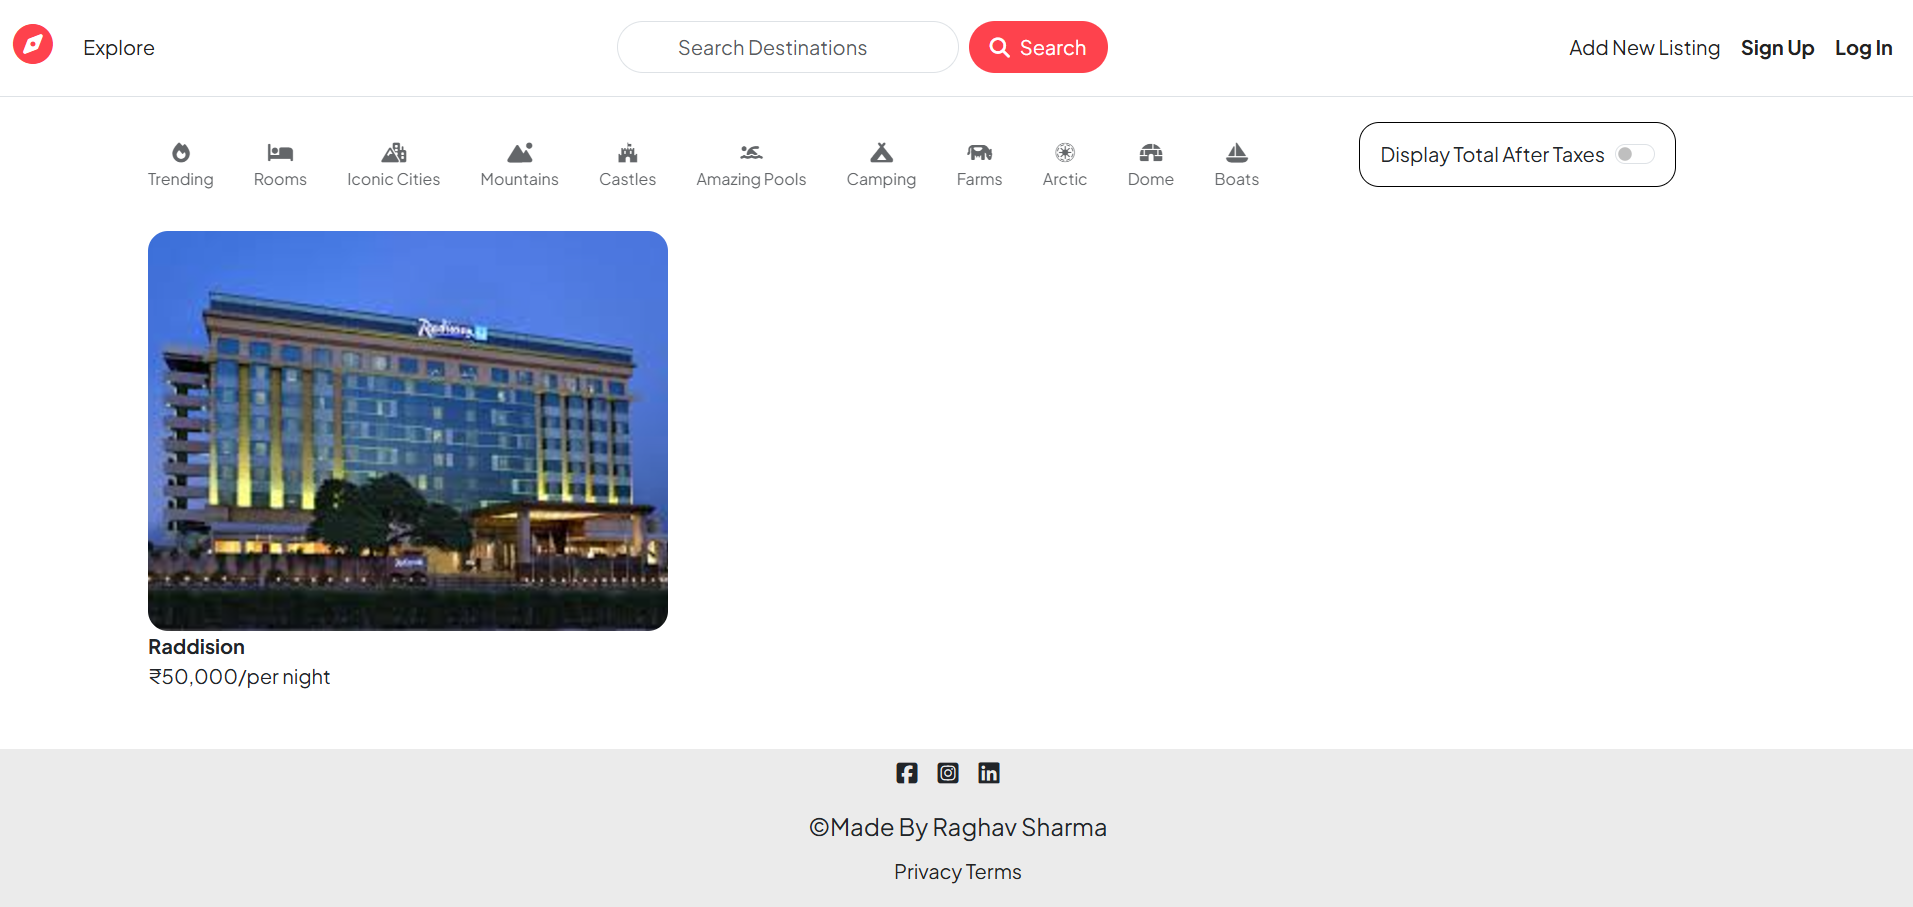 Explore
Search Destinations
Search
Add New Listing
Sign Up
Log In
Trending
Rooms
Iconic Cities
Mountains
Castles
Amazing Pools
Camping
Farms
Arctic
Dome
Boats
Display Total After Taxes
Radisson
Raddision
₹50,000/per night
©Made By Raghav Sharma
Privacy Terms